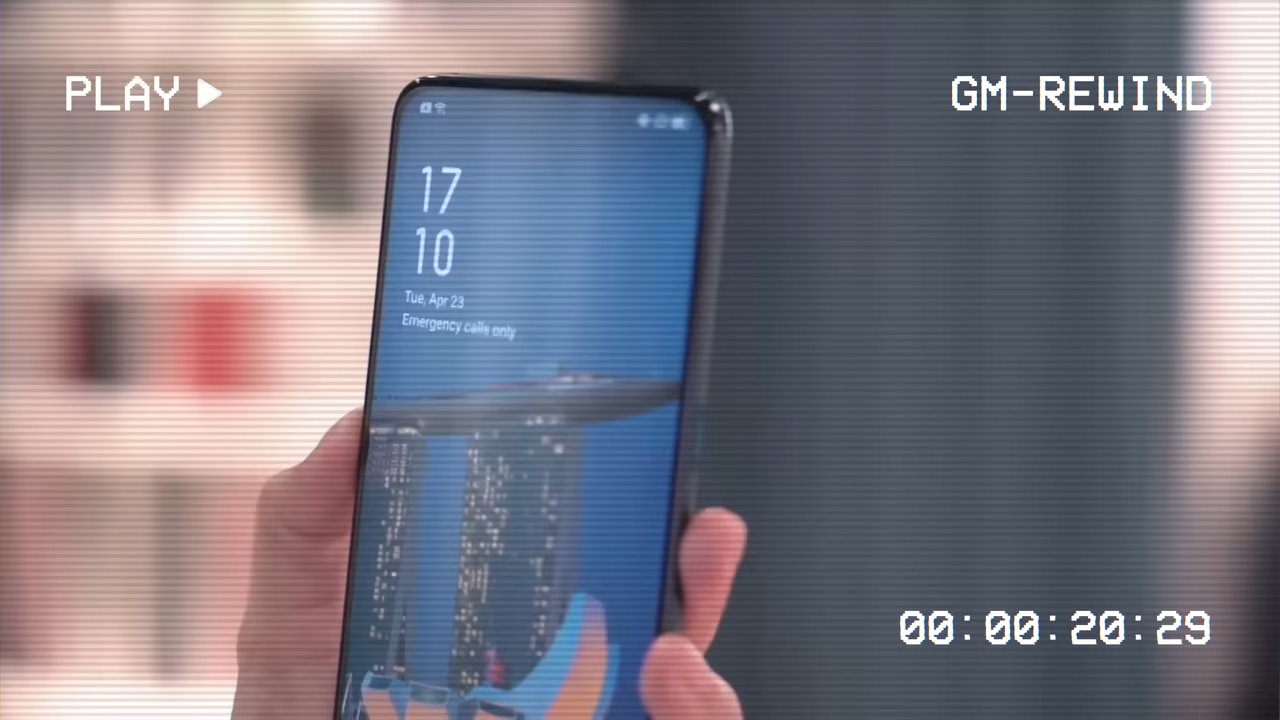 PLAY
GM-REWIND
17
10
Tue, Apr 23
Emergency calls only
00:00:20:29